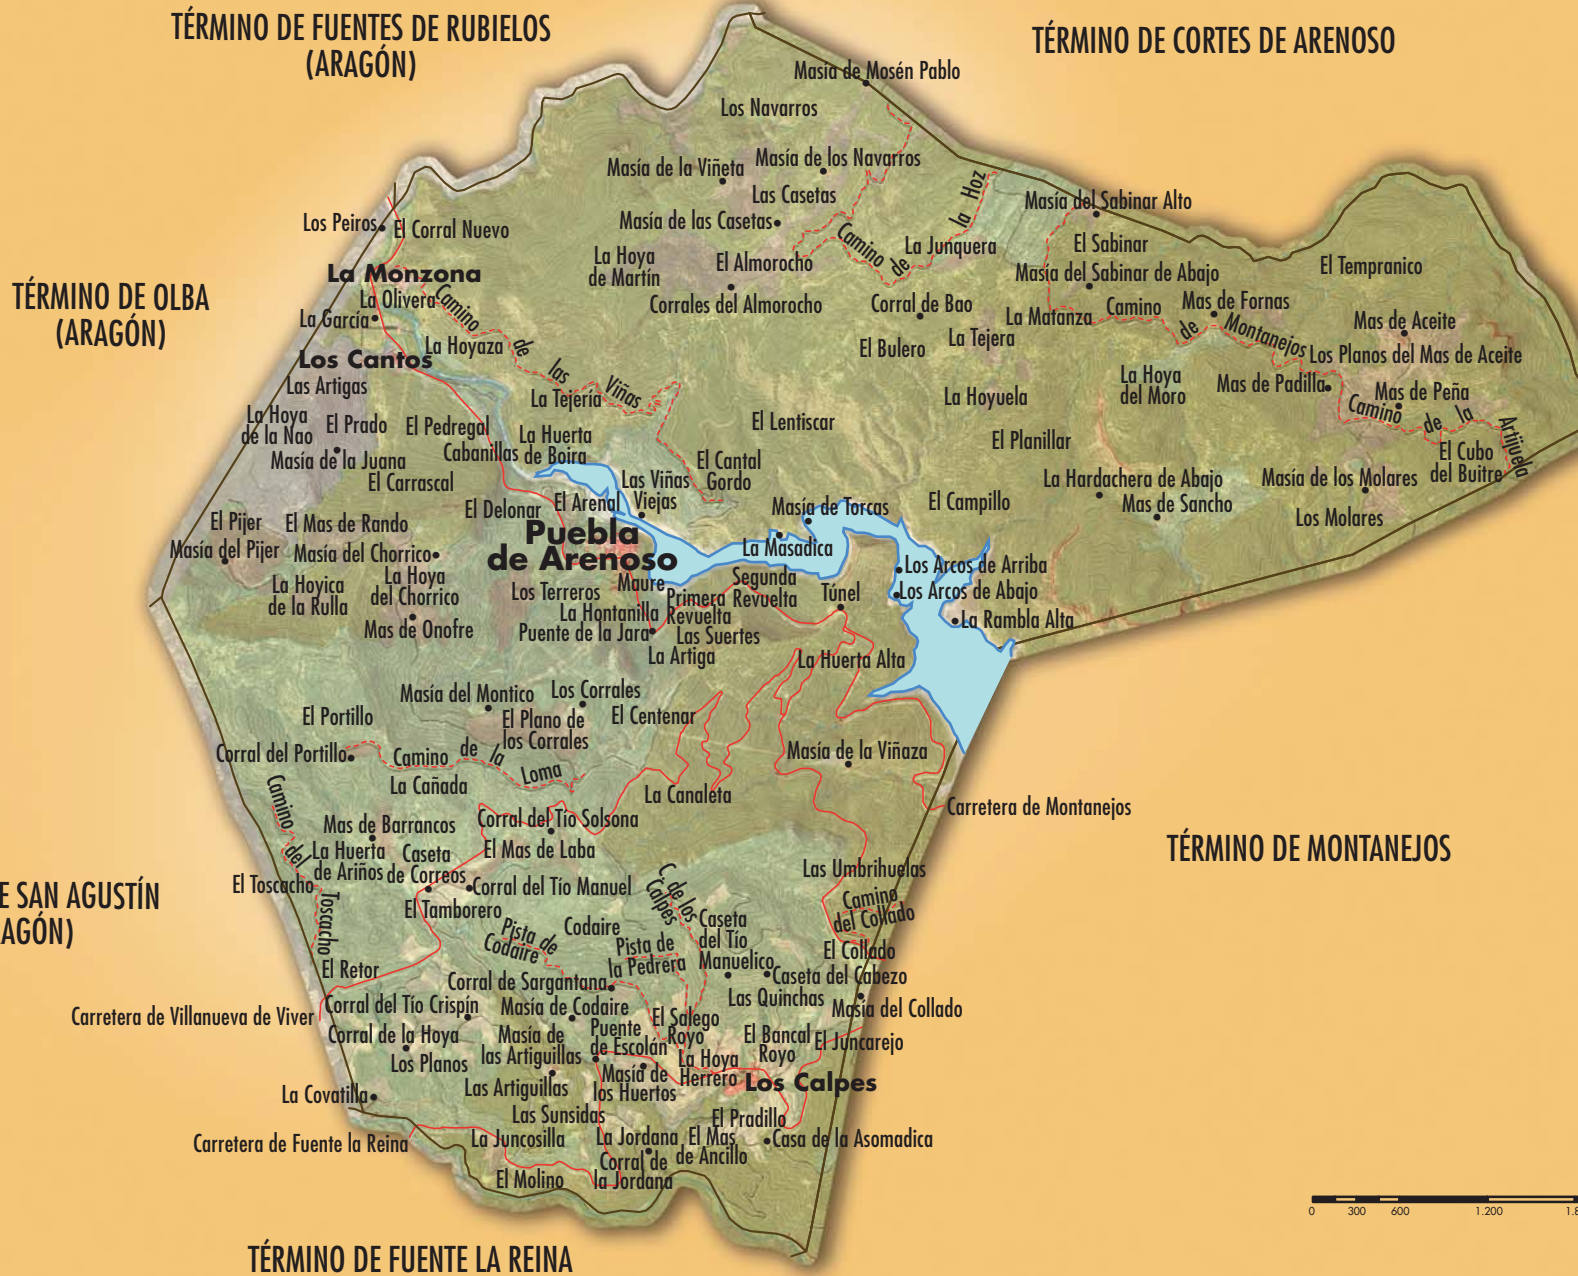 TÉRMINO DE FUENTES DE RUBIELOS
(ARAGÓN)
TÉRMINO DE CORTES DE ARENOSO
Masía de Mosén Pablo
Los Navarros
Masía de la Viñeta
Masía de los Navarros
Las Casetas
Masía de las Casetas
Camino de la Hoz
La Junquera
Masía del Sabinar Alto
El Sabinar
Masía del Sabinar de Abajo
El Tempranico
Los Peiros
El Corral Nuevo
La Hoya
de Martín
El Almorocho
Corrales del Almorocho
Corral de Bao
La Monzona
La Olivera
La García
TÉRMINO DE OLBA
(ARAGÓN)
Camino de las Viñas
La Hoyaza
Los Cantos
Las Artigas
El Bulero
La Tejera
La Matanza
Camino de Montanejos
Mas de Fornas
Mas de Aceite
Los Planos del Mas de Aceite
La Hoya
del Moro
Mas de Padilla
Mas de Peña
Camino de la Artijuela
El Cubo
del Buitre
La Hoyuela
El Planillar
La Tejería
El Lentiscar
La Hoya
de la Nao
El Prado
El Pedregal
La Huerta
de Boira
Cabanillas
Masía de la Juana
El Carrascal
El Cantal
Gordo
Las Viñas
Viejas
El Delonar
El Arenal
Masía de Torcas
El Campillo
La Hardachera de Abajo
Mas de Sancho
Masía de los Molares
Los Molares
El Pijer
Masía del Pijer
El Mas de Rando
Masía del Chorrico
Puebla
de Arenoso
La Masadica
Los Arcos de Arriba
Los Arcos de Abajo
La Rambla Alta
La Hoyica
de la Rulla
La Hoya
del Chorrico
Los Terreros
Maure
Primera
Revuelta
Segunda
Revuelta
Túnel
La Hontanilla
Mas de Onofre
Puente de la Jara
Las Suertes
La Artiga
La Huerta Alta
Masía del Montico
Los Corrales
El Portillo
El Plano de
los Corrales
El Centenar
Corral del Portillo
Camino de la Loma
Masía de la Viñaza
La Cañada
La Canaleta
Carretera de Montanejos
Camino del Toscacho
Mas de Barrancos
Corral del Tío Solsona
TÉRMINO DE MONTANEJOS
La Huerta
de Ariños
Caseta
de Correos
El Mas de Laba
Las Umbrihuelas
E SAN AGUSTÍN
AGÓN)
El Toscacho
Corral del Tío Manuel
C. de los
Calpes
Camino
del Collado
El Tamborero
Pista de
Codaire
Codaire
Caseta
del Tío
Manuelico
El Collado
Pista de
la Pedrera
El Retor
Corral de Sargantana
Caseta del Cabezo
Las Quinchas
Masía del Collado
Carretera de Villanueva de Viver
Corral del Tío Crispín
Masía de Codaire
El Salego
Royo
Corral de la Hoya
Masía de
las Artiguillas
Puente
de Escolán
El Bancal
Royo
El Juncarejo
Los Planos
La Hoya
Herrero
Los Calpes
La Covatilla
Las Artiguillas
Masía de
los Huertos
Las Sunsidas
El Pradillo
Carretera de Fuente la Reina
La Juncosilla
La Jordana
El Mas
de Ancillo
Casa de la Asomadica
El Molino
Corral de
la Jordana
0 300 600 1.200 1.8
TÉRMINO DE FUENTE LA REINA